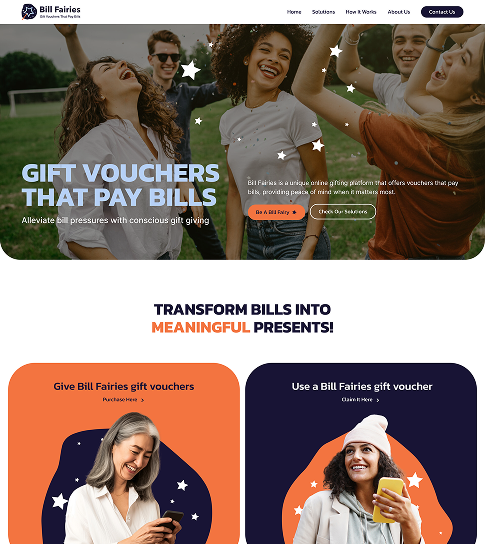 Bill Fairies
Gift Vouchers That Pay Bills
Home
Solutions
How It Works
About Us
Contact Us
GIFT VOUCHERS
THAT PAY BILLS
Alleviate bill pressures with conscious gift giving
Bill Fairies is a unique online gifting platform that offers vouchers that pay
bills, providing peace of mind when it matters most.
Be A Bill Fairy
Check Our Solutions
TRANSFORM BILLS INTO
MEANINGFUL PRESENTS!
Give Bill Fairies gift vouchers
Purchase Here
Use a Bill Fairies gift voucher
Claim It Here